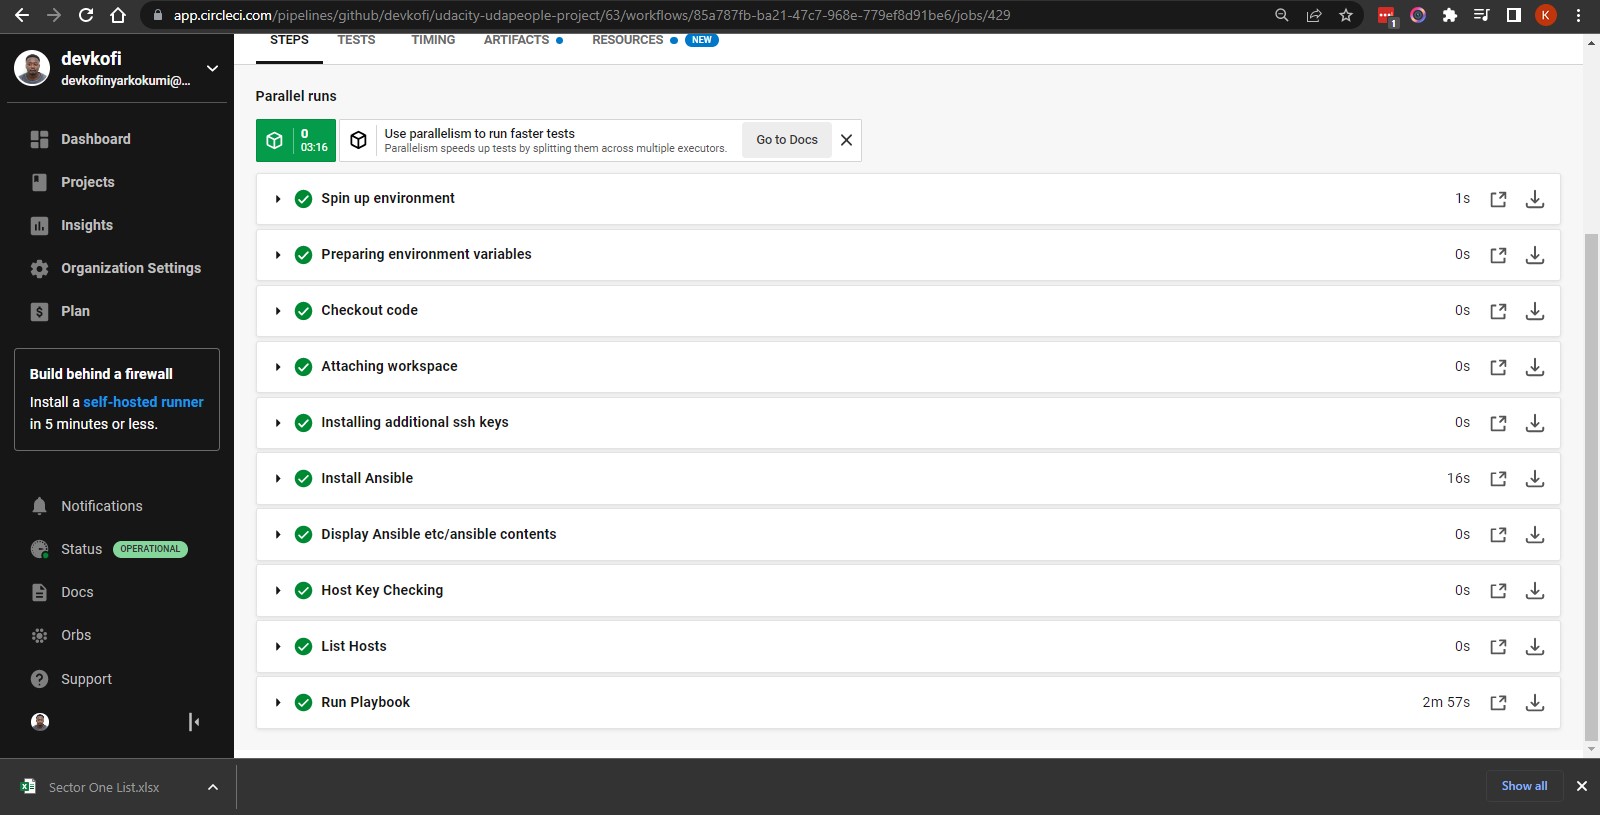 app.circleci.com/pipelines/github/devkofi/udacity-udapeople-project/63/workflows/85a787fb-ba21-47c7-968e-779ef8d91be6/jobs/429
1
K
devkofi
devkofinyarkokumi@...
Dashboard
Projects
Insights
Organization Settings
Plan
Build behind a firewall
Install a self-hosted runner
in 5 minutes or less.
Notifications
Status OPERATIONAL
Docs
Orbs
Support
STEPS TESTS TIMING ARTIFACTS RESOURCES NEW
Parallel runs
0
03:16
Use parallelism to run faster tests
Parallelism speeds up tests by splitting them across multiple executors.
Go to Docs
Spin up environment 1s
Preparing environment variables 0s
Checkout code 0s
Attaching workspace 0s
Installing additional ssh keys 0s
Install Ansible 16s
Display Ansible etc/ansible contents 0s
Host Key Checking 0s
List Hosts 0s
Run Playbook 2m 57s
Sector One List.xlsx
Show all